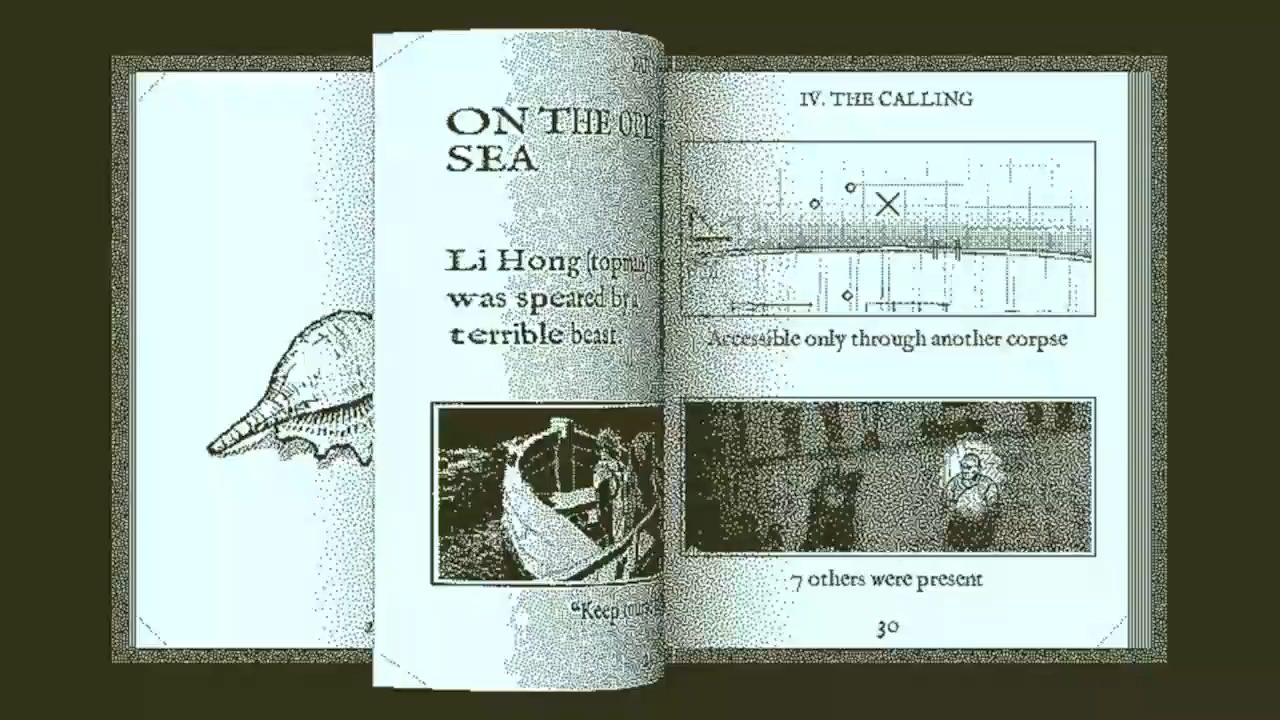 ON THE
SEA
Li Hong (topman)
was speared by a
terrible beast.
"Keep
IV. THE CALLING
Accessible only through another corpse
7 others were present
30